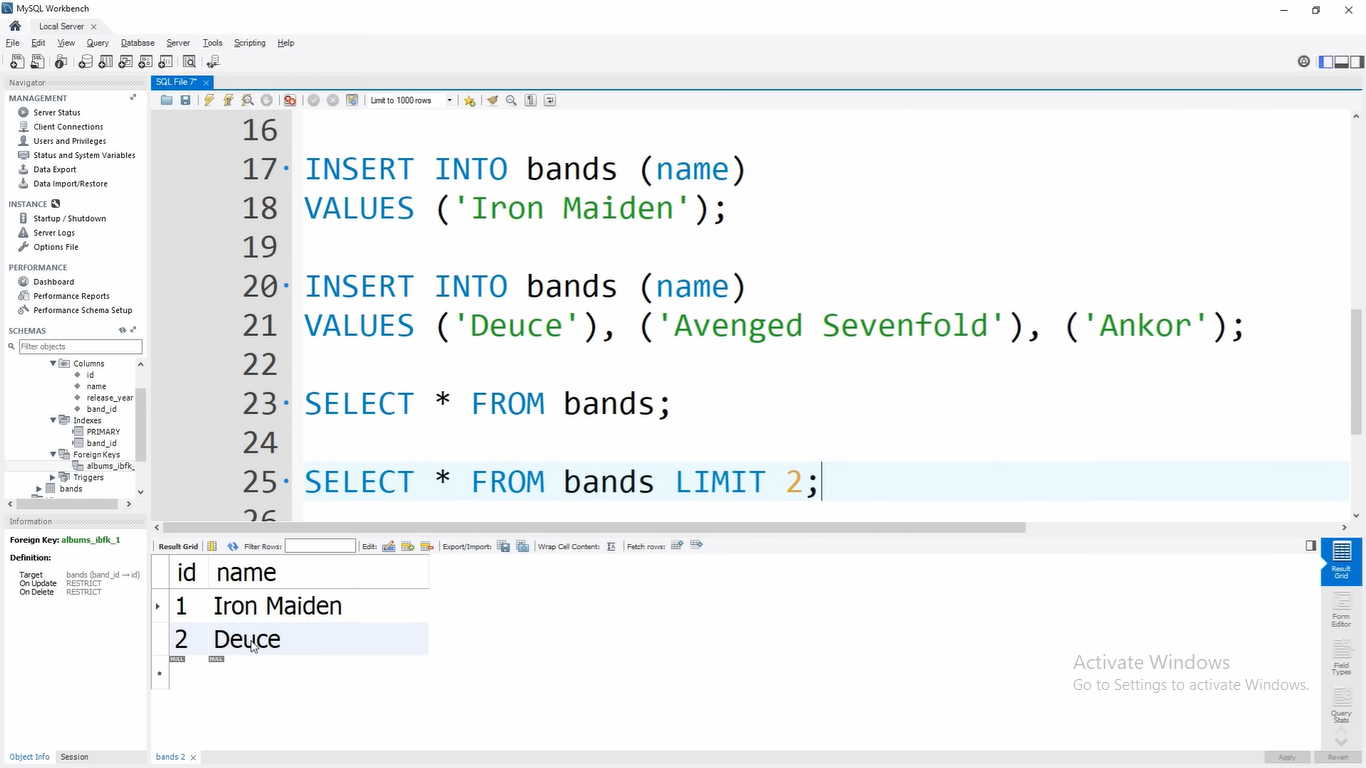 MySQL Workbench
Local Server
File Edit View Query Database Server Tools Scripting Help
Navigator
MANAGEMENT
Server Status
Client Connections
Users and Privileges
Status and System Variables
Data Export
Data Import/Restore
INSTANCE
Startup / Shutdown
Server Logs
Options File
PERFORMANCE
Dashboard
Performance Reports
Performance Schema Setup
SCHEMAS
Filter objects
Columns
id
name
release_year
band_id
Indexes
PRIMARY
band_id
Foreign Keys
albums_ibfk_
Triggers
bands
Information
Foreign Key: albums_ibfk_1
Definition:
Target bands (band_id → id)
On Update RESTRICT
On Delete RESTRICT
Object Info Session
SQL File 7*
Limit to 1000 rows
16
17 INSERT INTO bands (name)
18 VALUES ('Iron Maiden');
19
20 INSERT INTO bands (name)
21 VALUES ('Deuce'), ('Avenged Sevenfold'), ('Ankor');
22
23 SELECT * FROM bands;
24
25 SELECT * FROM bands LIMIT 2;
26
Result Grid Filter Rows: Edit: Export/Import: Wrap Cell Content: Fetch rows:
id name
1 Iron Maiden
2 Deuce
NULL NULL
Result Grid
Form Editor
Field Types
Query Stats
Activate Windows
Go to Settings to activate Windows.
bands 2
Apply Revert